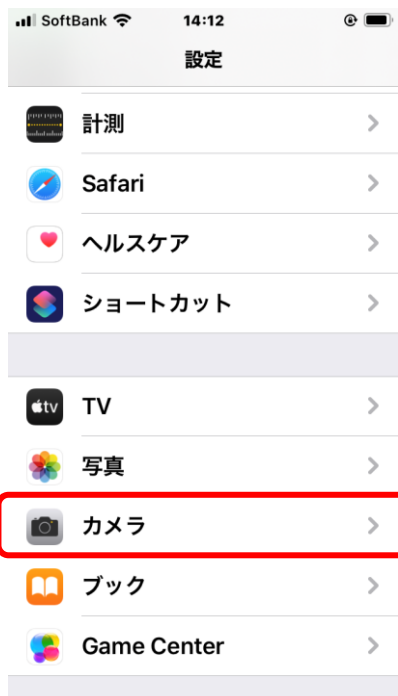 SoftBank 14:12
設定
計測
Safari
ヘルスケア
ショートカット
tv TV
写真
カメラ
ブック
Game Center